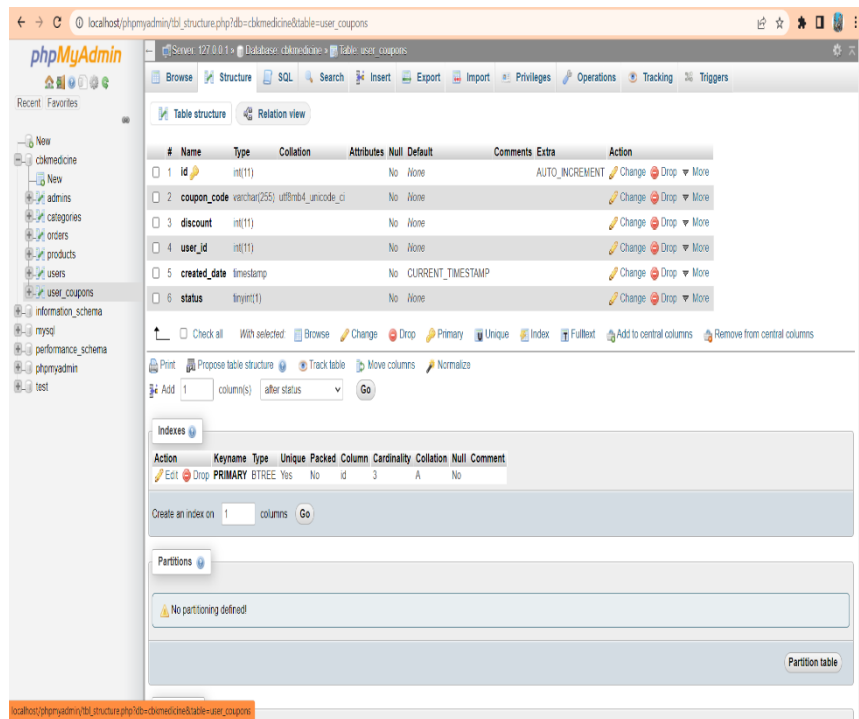 localhost/phpmyadmin/tbl_structure.php?db=cbkmedicine&table=user_coupons
phpMyAdmin
Recent Favorites
New
cbkmedicine
New
admins
categories
orders
products
users
user_coupons
information_schema
mysql
performance_schema
phpmyadmin
test
Server: 127.0.0.1 » Database: cbkmedicine » Table: user_coupons
Browse Structure SQL Search Insert Export Import Privileges Operations Tracking Triggers
Table structure Relation view
# Name Type Collation Attributes Null Default Comments Extra Action
1 id int(11) No None AUTO_INCREMENT Change Drop More
2 coupon_code varchar(255) utf8mb4_unicode_ci No None Change Drop More
3 discount int(11) No None Change Drop More
4 user_id int(11) No None Change Drop More
5 created_date timestamp No CURRENT_TIMESTAMP Change Drop More
6 status tinyint(1) No None Change Drop More
Check all With selected: Browse Change Drop Primary Unique Index Fulltext Add to central columns Remove from central columns
Print Propose table structure Track table Move columns Normalize
Add 1 column(s) after status Go
Indexes
Action Keyname Type Unique Packed Column Cardinality Collation Null Comment
Edit Drop PRIMARY BTREE Yes No id 3 A No
Create an index on 1 columns Go
Partitions
No partitioning defined!
Partition table
localhost/phpmyadmin/tbl_structure.php?db=cbkmedicine&table=user_coupons